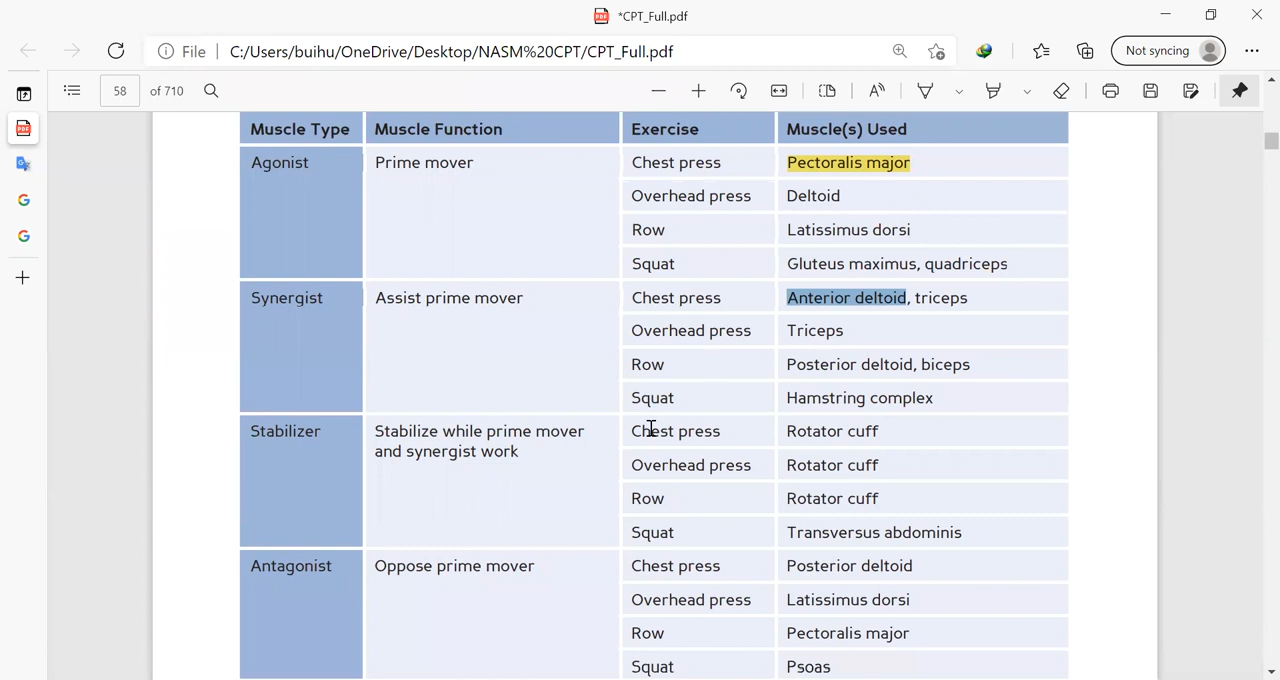 *CPT_Full.pdf
File C:/Users/buihu/OneDrive/Desktop/NASM%20CPT/CPT_Full.pdf Not syncing
58 of 710
Muscle Type Muscle Function Exercise Muscle(s) Used
Agonist Prime mover Chest press Pectoralis major
Overhead press Deltoid
Row Latissimus dorsi
Squat Gluteus maximus, quadriceps
Synergist Assist prime mover Chest press Anterior deltoid, triceps
Overhead press Triceps
Row Posterior deltoid, biceps
Squat Hamstring complex
Stabilizer Stabilize while prime mover Chest press Rotator cuff
and synergist work
Overhead press Rotator cuff
Row Rotator cuff
Squat Transversus abdominis
Antagonist Oppose prime mover Chest press Posterior deltoid
Overhead press Latissimus dorsi
Row Pectoralis major
Squat Psoas